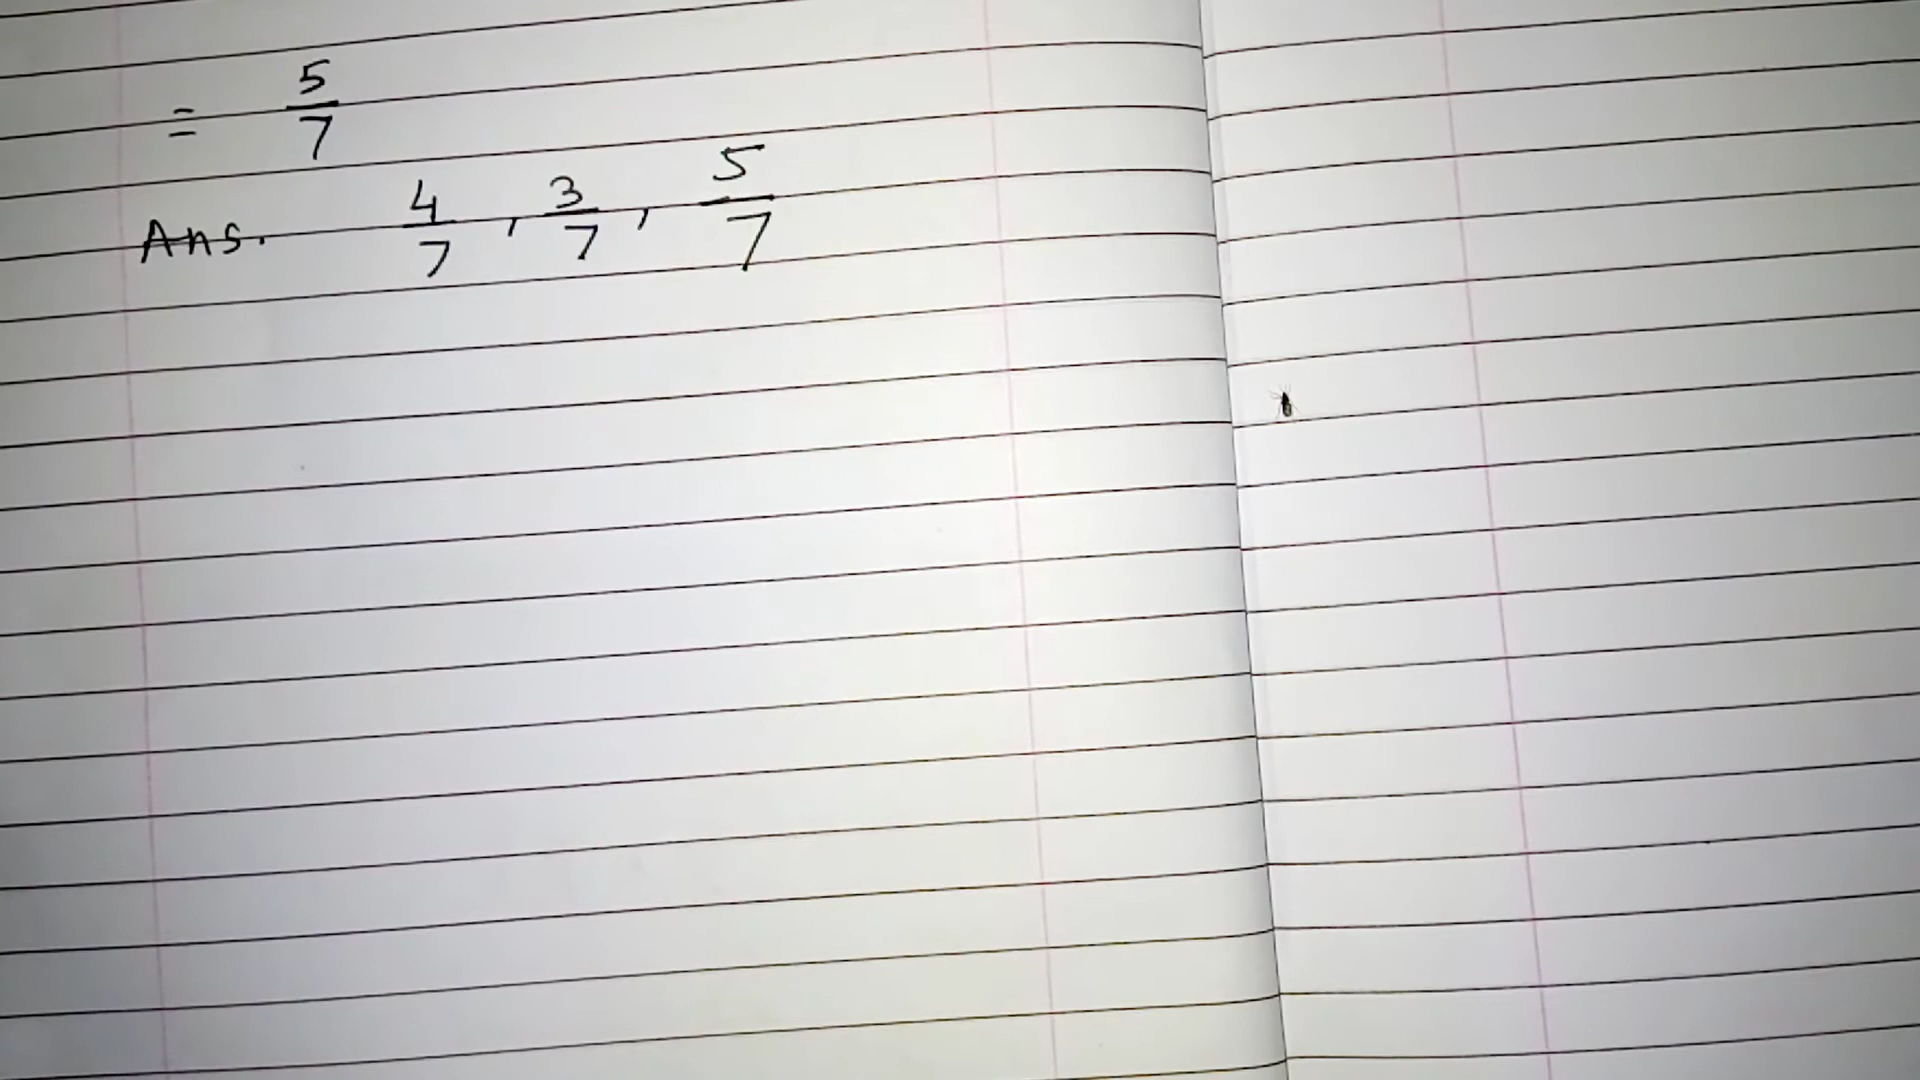 = 5/7
Ans. 4/7, 3/7, 5/7